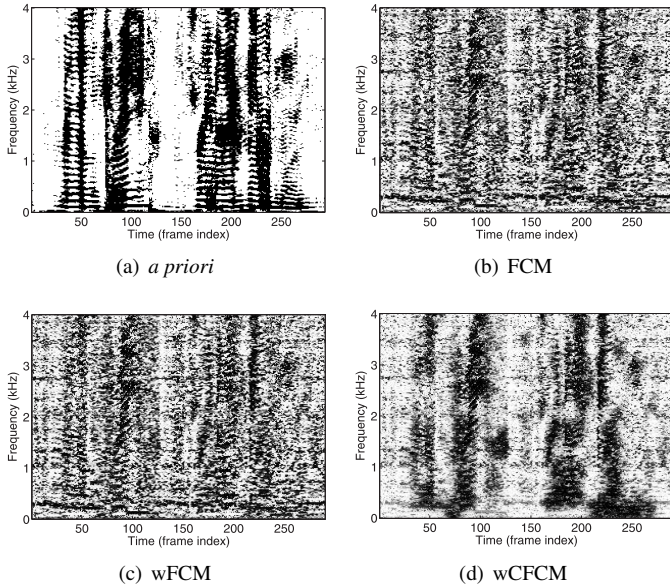 4
3
2
1
0
Frequency (kHz)
50 100 150 200 250
Time (frame index)
(a) a priori
4
3
2
1
0
Frequency (kHz)
50 100 150 200 250
Time (frame index)
(b) FCM
4
3
2
1
0
Frequency (kHz)
50 100 150 200 250
Time (frame index)
(c) wFCM
4
3
2
1
0
Frequency (kHz)
50 100 150 200 250
Time (frame index)
(d) wCFCM